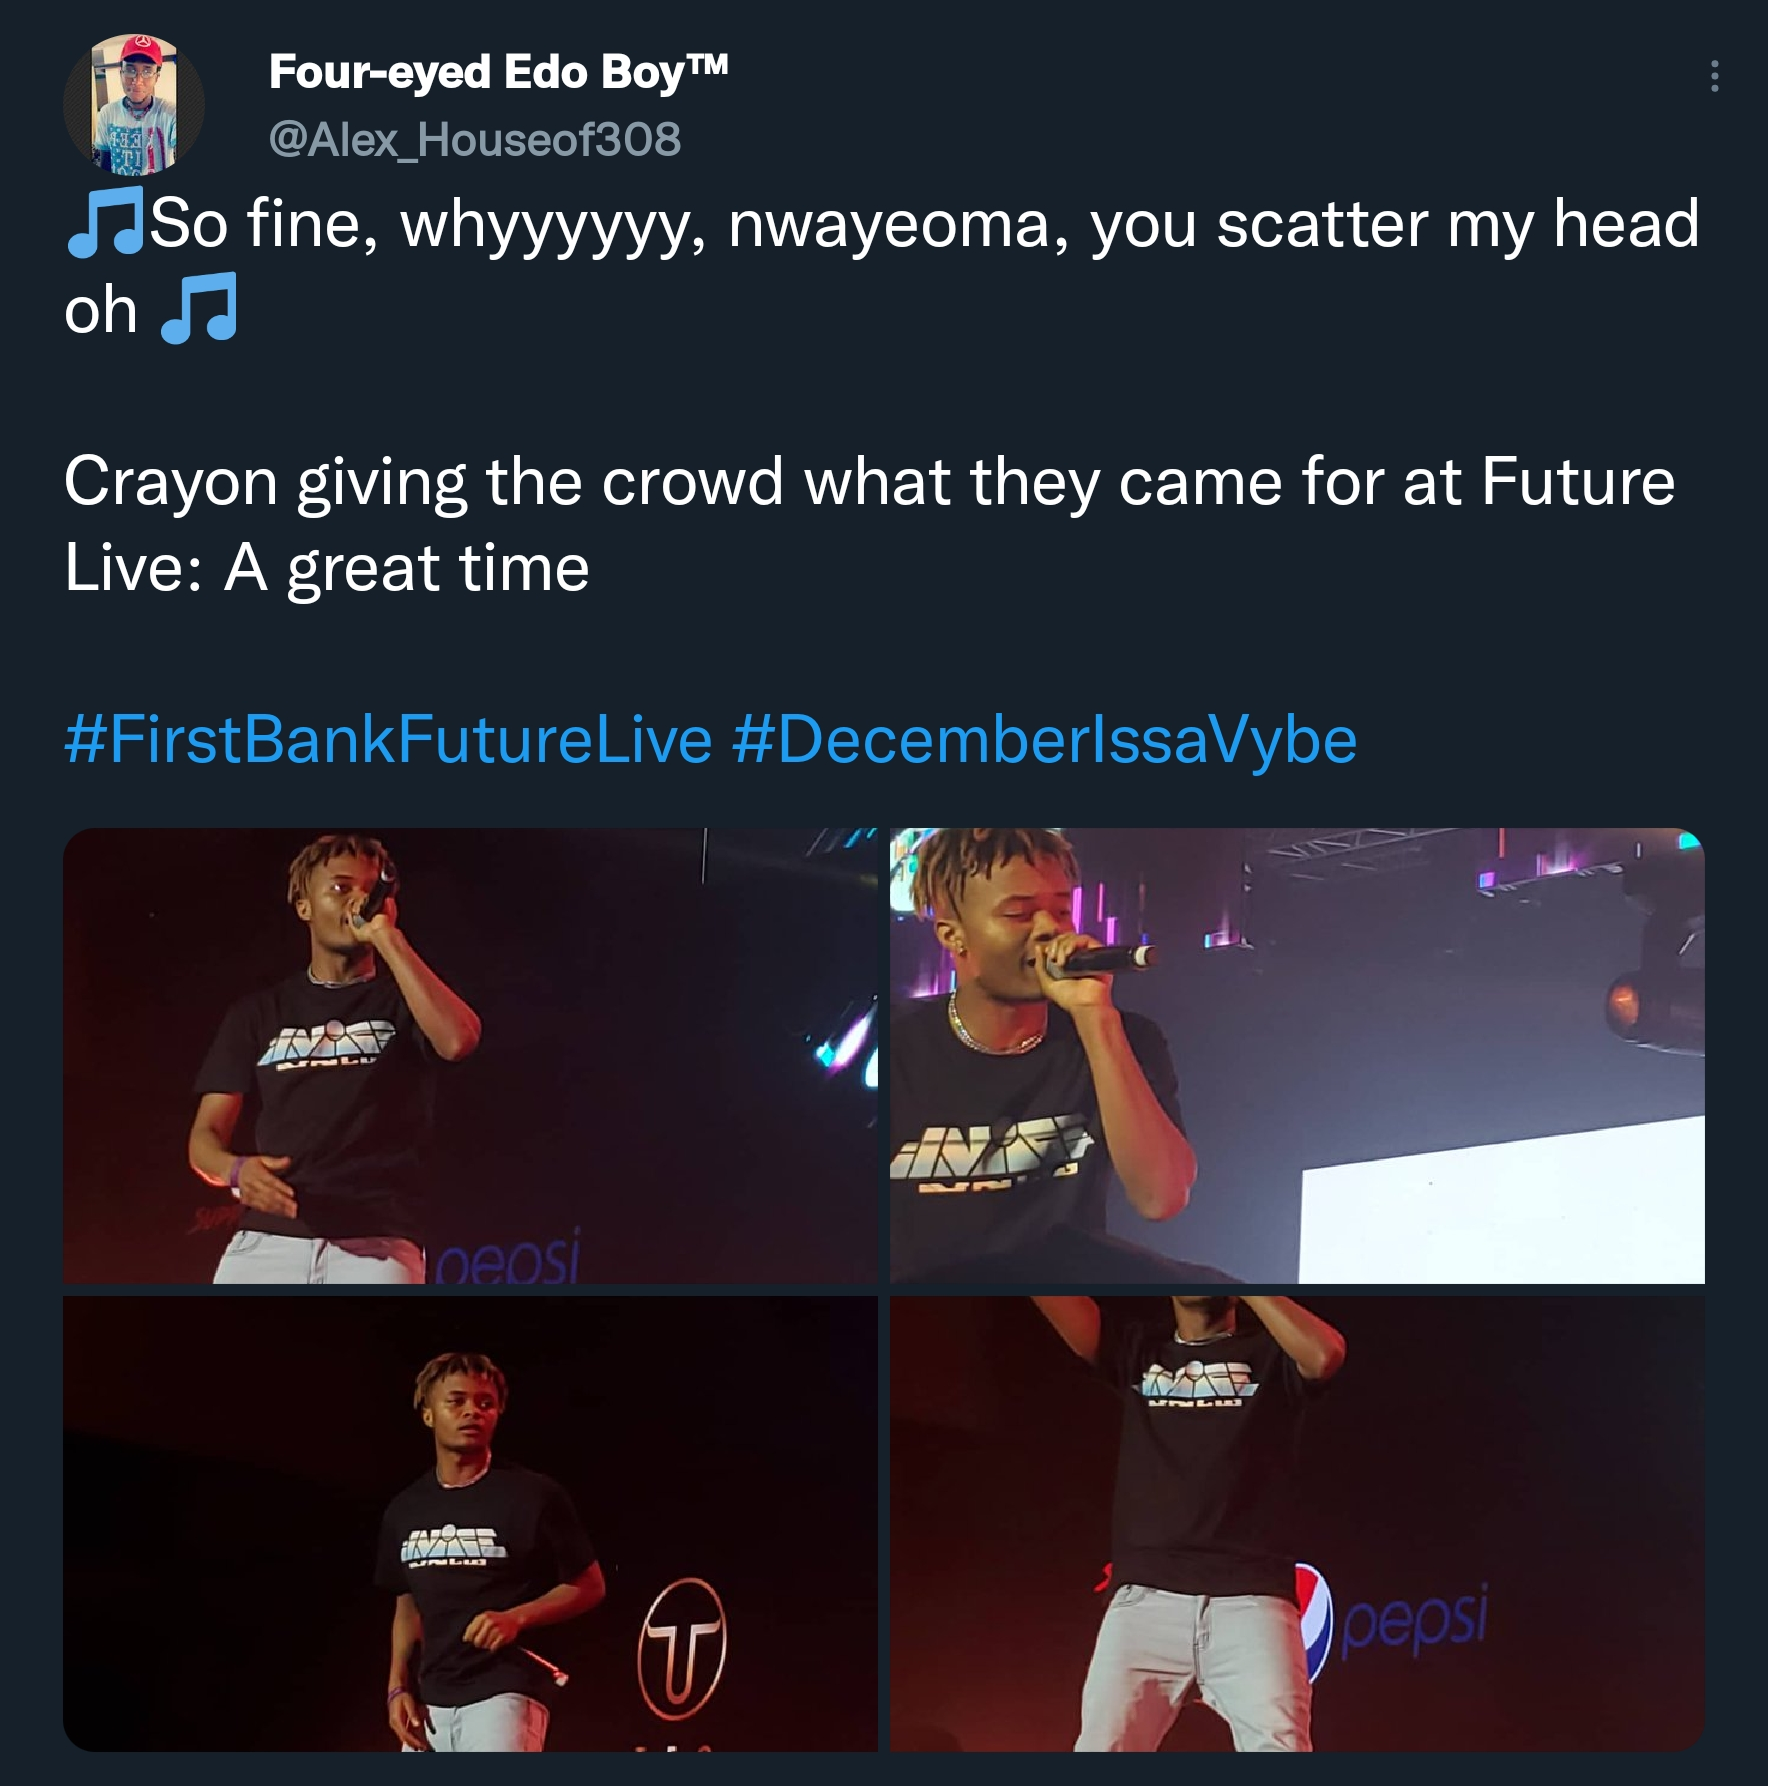 Four-eyed Edo Boy™
@Alex_Houseof308
🎵So fine, whyyyyyy, nwayeoma, you scatter my head
oh 🎵
Crayon giving the crowd what they came for at Future
Live: A great time
#FirstBankFutureLive #DecemberIssaVybe
pepsi
T
pepsi